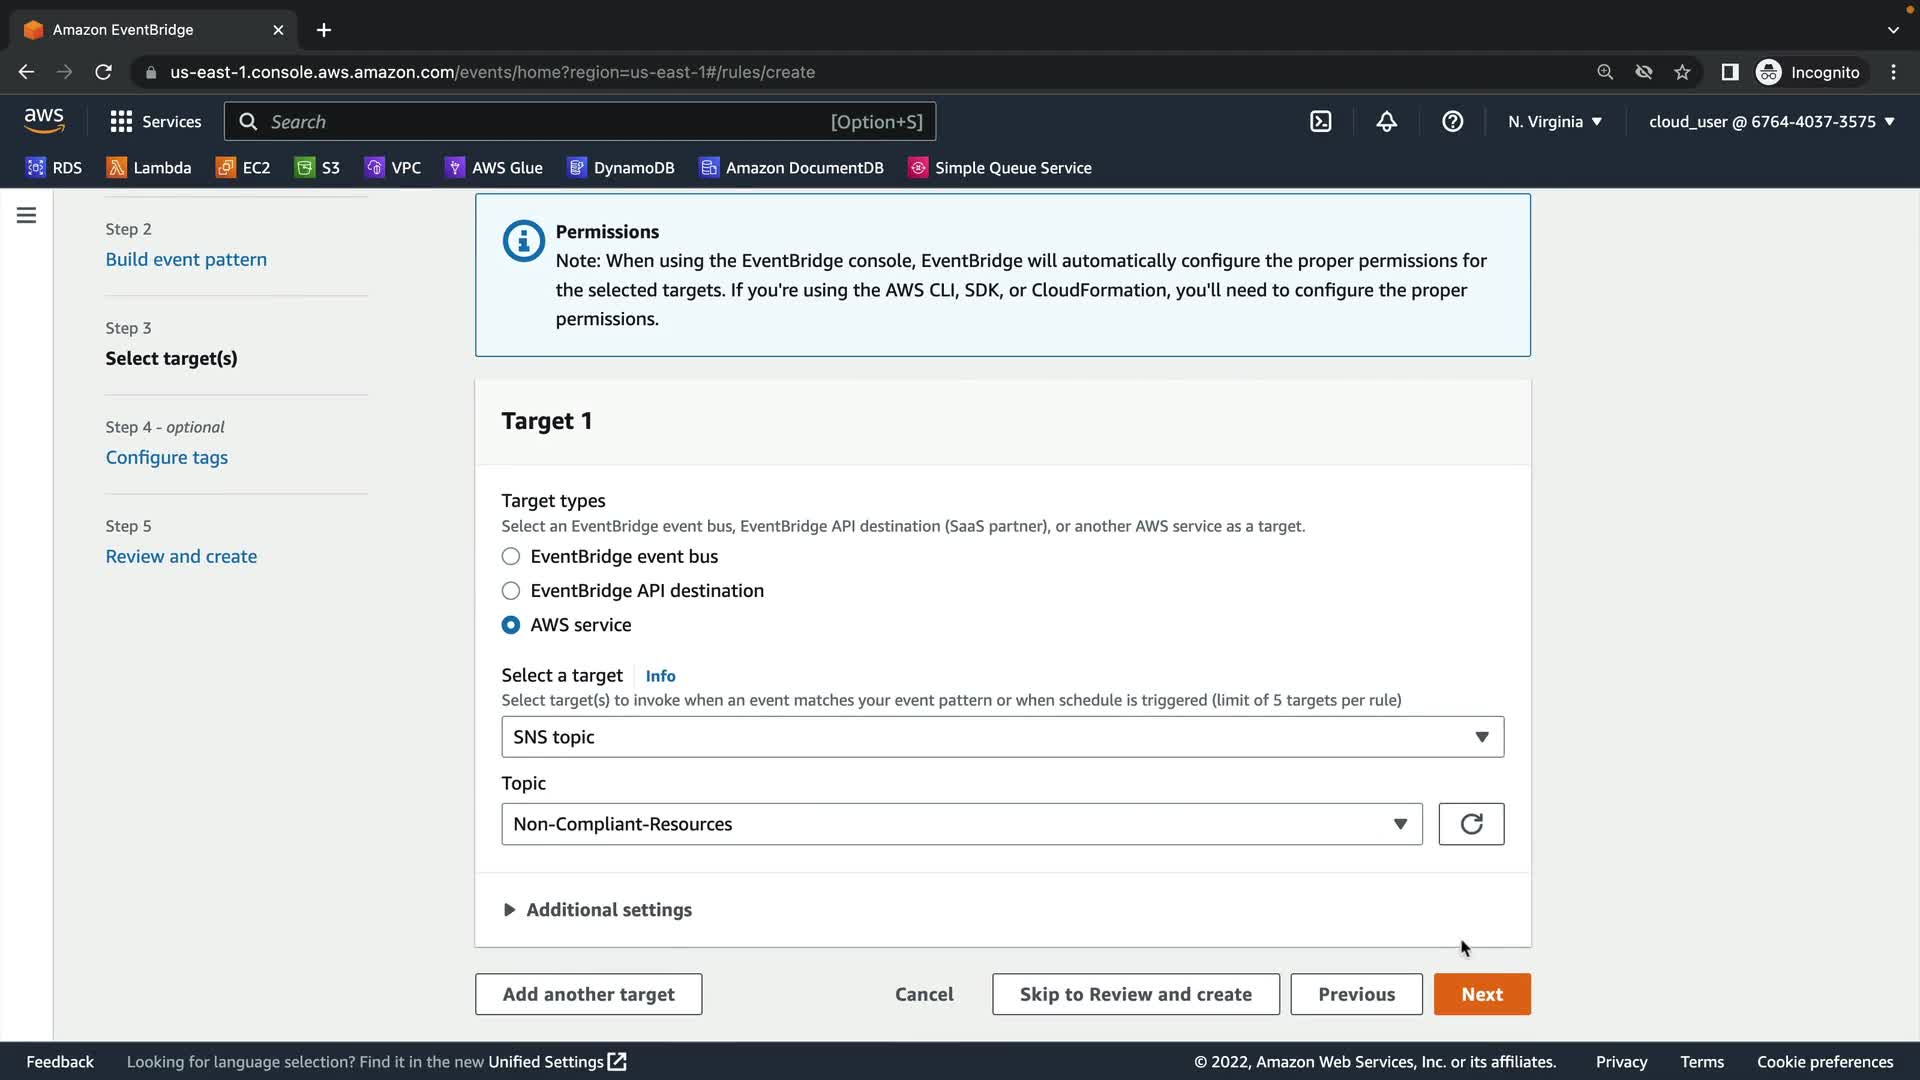 Amazon EventBridge
us-east-1.console.aws.amazon.com/events/home?region=us-east-1#/rules/create
Incognito
aws
Services
Search
[Option+S]
N. Virginia
cloud_user @ 6764-4037-3575
RDS
Lambda
EC2
S3
VPC
AWS Glue
DynamoDB
Amazon DocumentDB
Simple Queue Service
Step 2
Build event pattern
Step 3
Select target(s)
Step 4 - optional
Configure tags
Step 5
Review and create
Permissions
Note: When using the EventBridge console, EventBridge will automatically configure the proper permissions for
the selected targets. If you're using the AWS CLI, SDK, or CloudFormation, you'll need to configure the proper
permissions.
Target 1
Target types
Select an EventBridge event bus, EventBridge API destination (SaaS partner), or another AWS service as a target.
EventBridge event bus
EventBridge API destination
AWS service
Select a target
Info
Select target(s) to invoke when an event matches your event pattern or when schedule is triggered (limit of 5 targets per rule)
SNS topic
Topic
Non-Compliant-Resources
Additional settings
Add another target
Cancel
Skip to Review and create
Previous
Next
Feedback
Looking for language selection? Find it in the new Unified Settings
© 2022, Amazon Web Services, Inc. or its affiliates.
Privacy
Terms
Cookie preferences